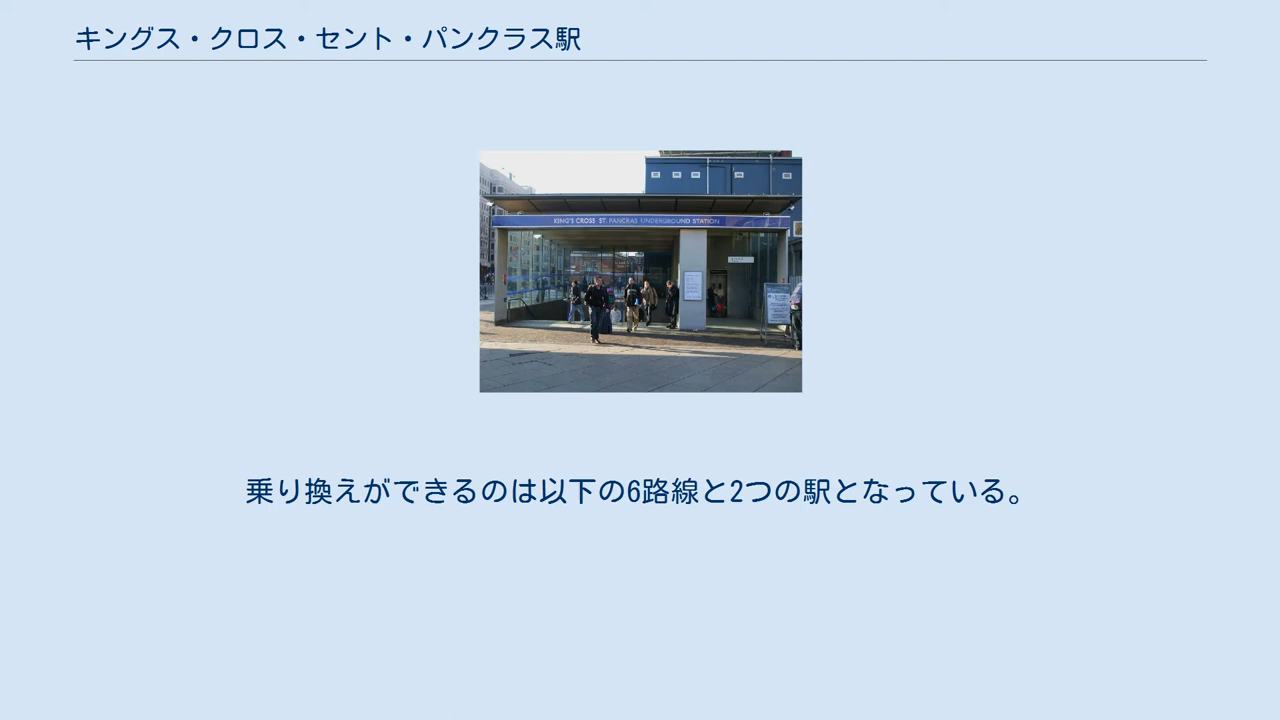 キングス・クロス・セント・パンクラス駅
KING'S CROSS ST. PANCRAS UNDERGROUND STATION
乗り換えができるのは以下の6路線と2つの駅となっている。